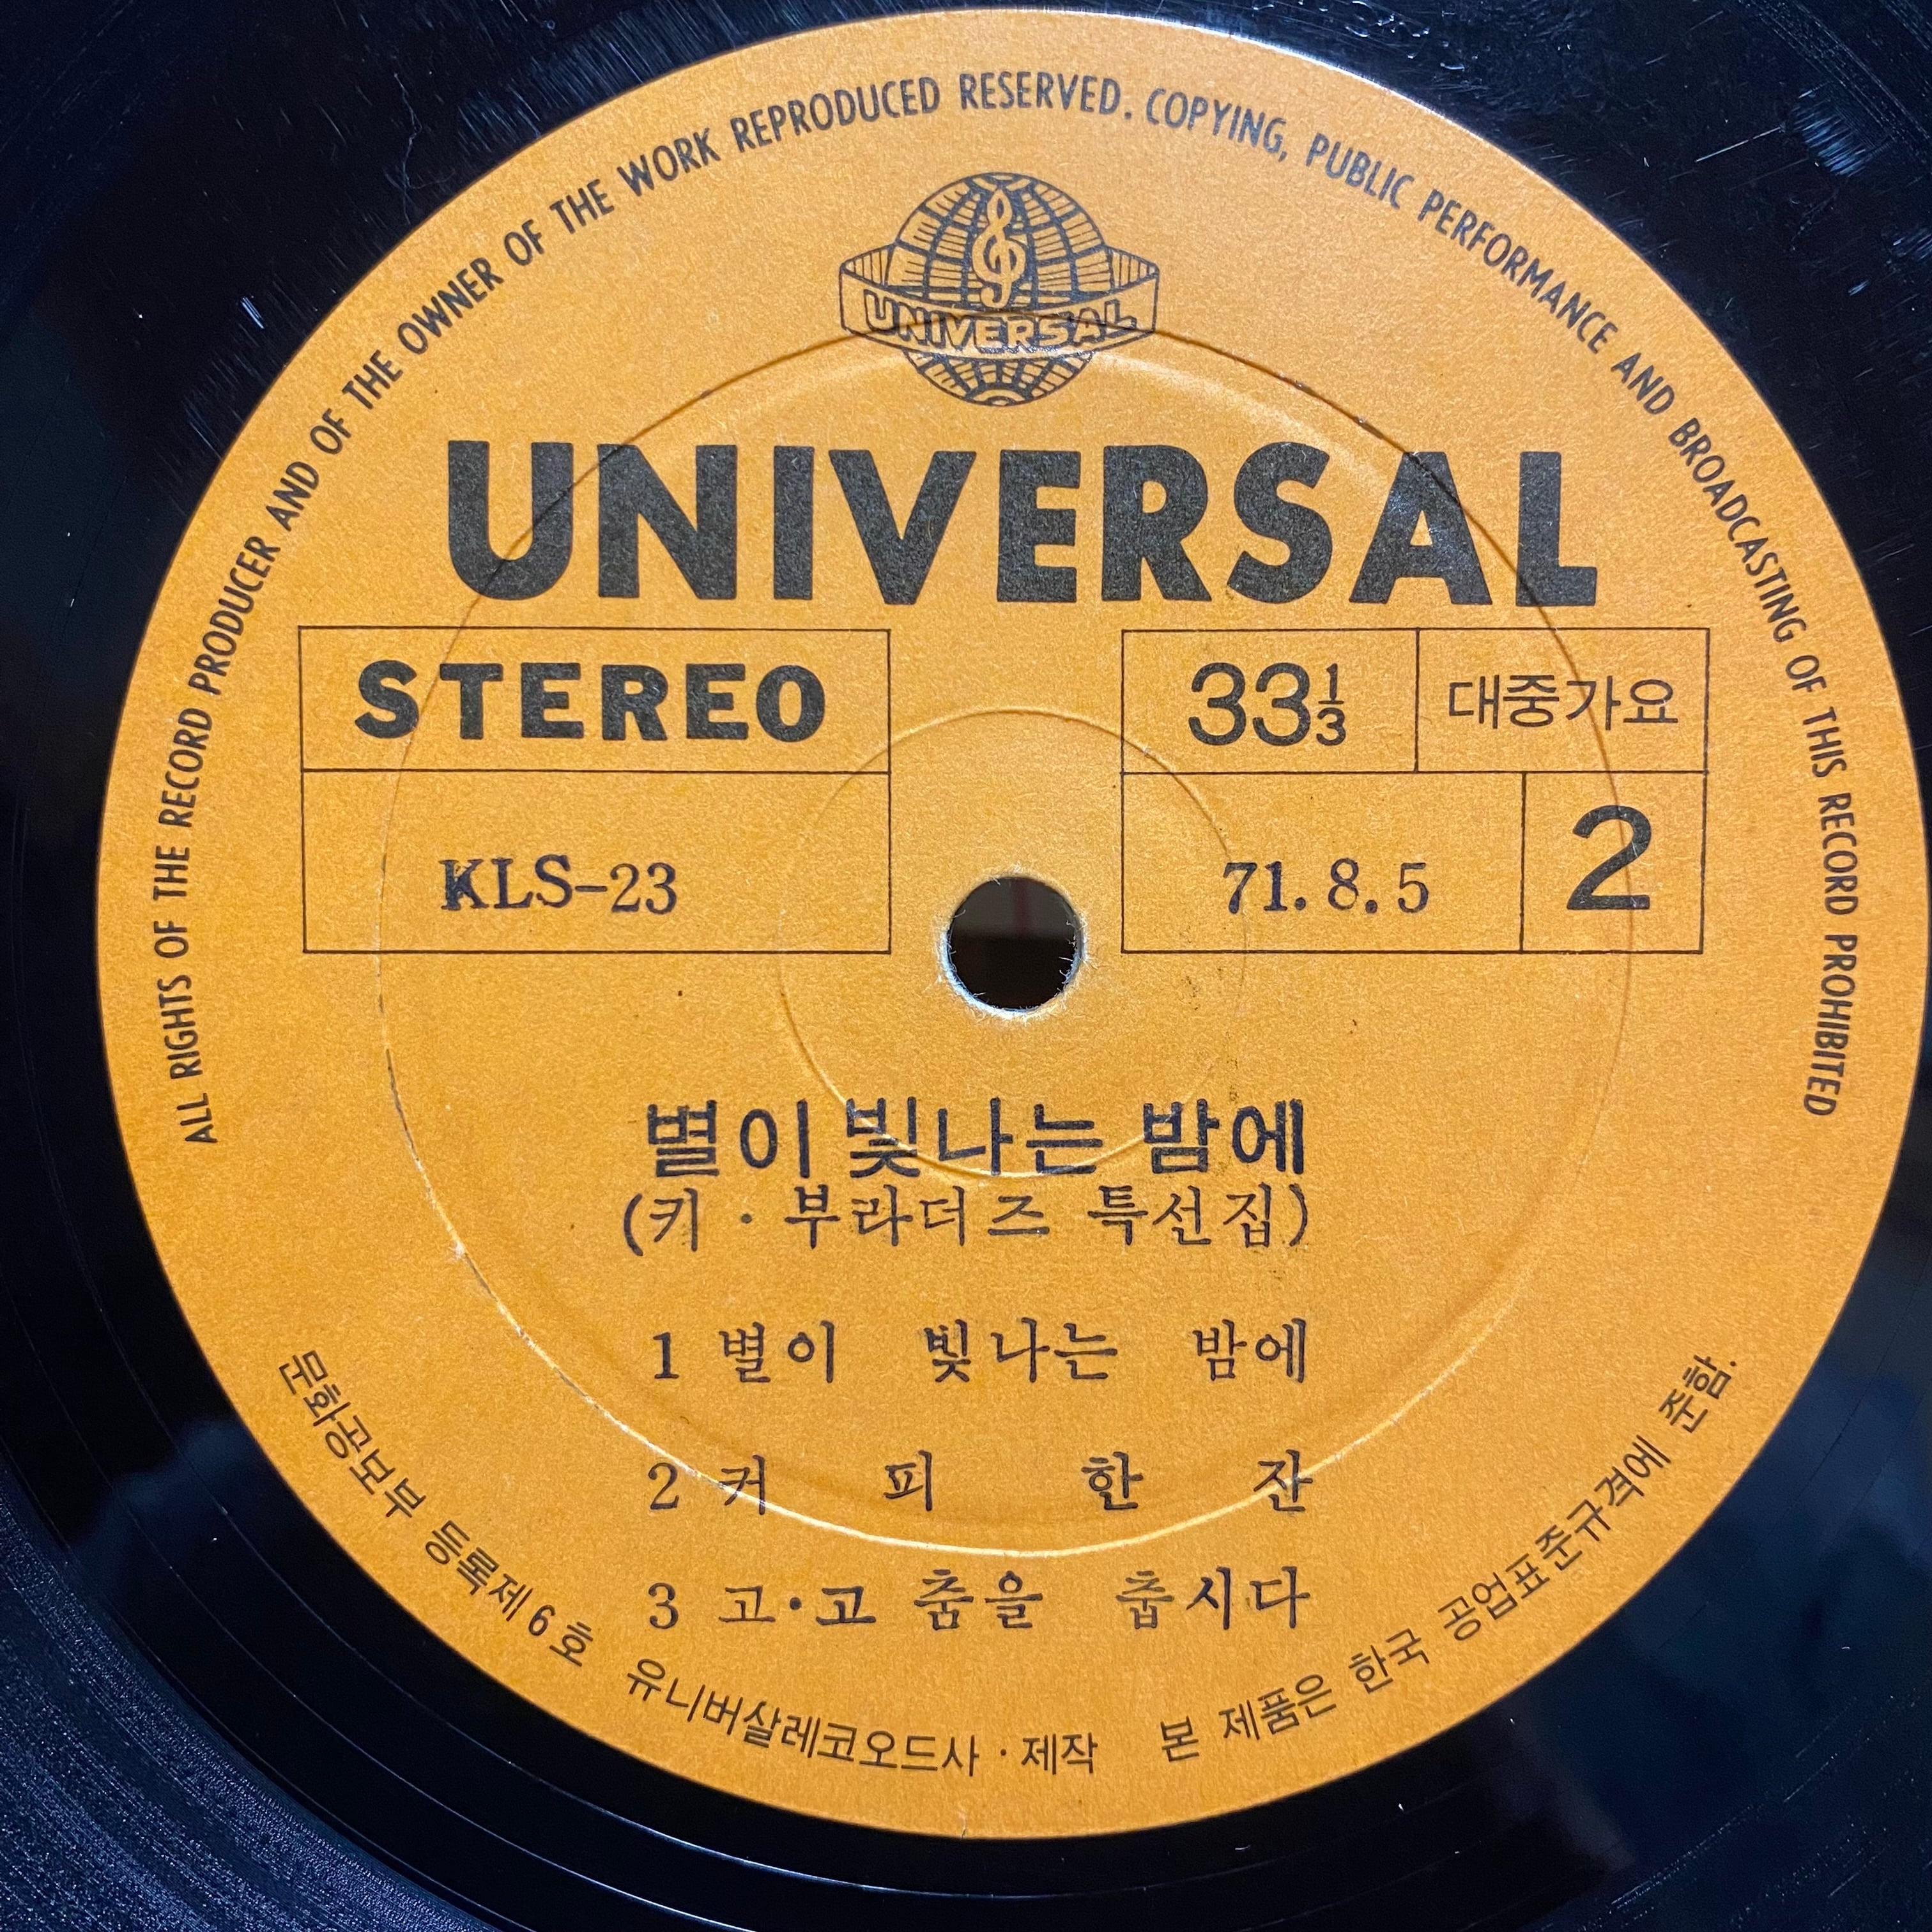 ALL RIGHTS OF THE RECORD PRODUCER AND OF THE OWNER OF THE WORK REPRODUCED RESERVED. COPYING, PUBLIC PERFORMANCE AND BROADCASTING OF THIS RECORD PROHIBITED
UNIVERSAL
UNIVERSAL
STEREO
33⅓ 대중가요
KLS-23
71.8.5 2
별이 빛나는 밤에
(키·부라더즈 특선집)
1 별이 빛나는 밤에
2 커피한잔
3 고·고 춤을 춥시다
문화공보부 등록제6호 유니버살레코오드사·제작 본 제품은 한국 공업표준규격에 준함.